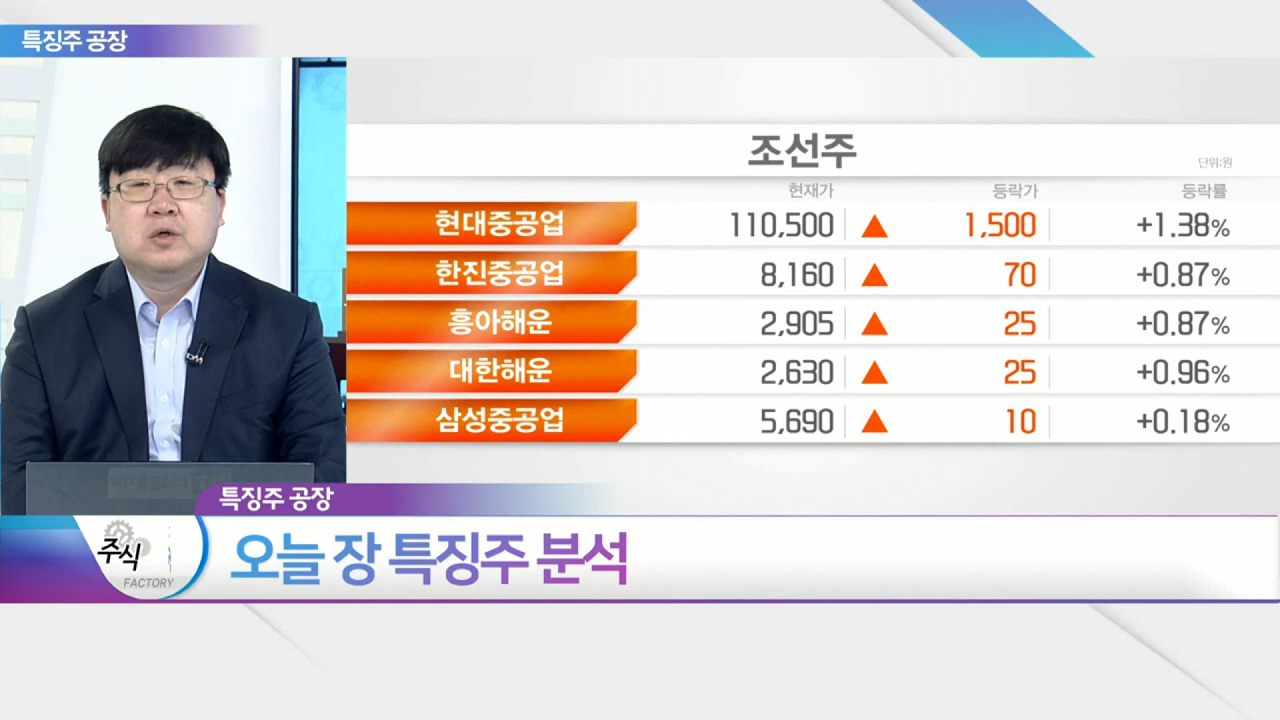 특징주 공장
조선주
단위:원
현재가 등락가 등락률
현대중공업 110,500 ▲ 1,500 +1.38%
한진중공업 8,160 ▲ 70 +0.87%
흥아해운 2,905 ▲ 25 +0.87%
대한해운 2,630 ▲ 25 +0.96%
삼성중공업 5,690 ▲ 10 +0.18%
특징주 공장
주식
FACTORY
오늘 장 특징주 분석